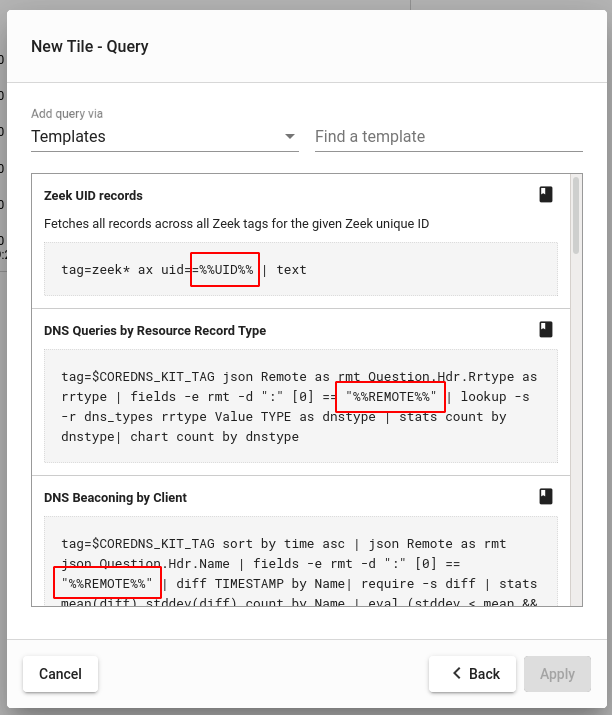 New Tile - Query
Add query via
Templates
Find a template
Zeek UID records
Fetches all records across all Zeek tags for the given Zeek unique ID
tag=zeek* ax uid==%%UID%% | text
DNS Queries by Resource Record Type
tag=$COREDNS_KIT_TAG json Remote as rmt Question.Hdr.Rrtype as
rrtype | fields -e rmt -d ":" [0] == "%%REMOTE%%" | lookup -s
-r dns_types rrtype Value TYPE as dnstype | stats count by
dnstype| chart count by dnstype
DNS Beaconing by Client
tag=$COREDNS_KIT_TAG sort by time asc | json Remote as rmt
json Question.Hdr.Name | fields -e rmt -d ":" [0] ==
"%%REMOTE%%" | diff TIMESTAMP by Name| require -s diff | stats
mean(diff) stddev(diff) count by Name | eval (stddev < mean &&
Cancel
Back
Apply